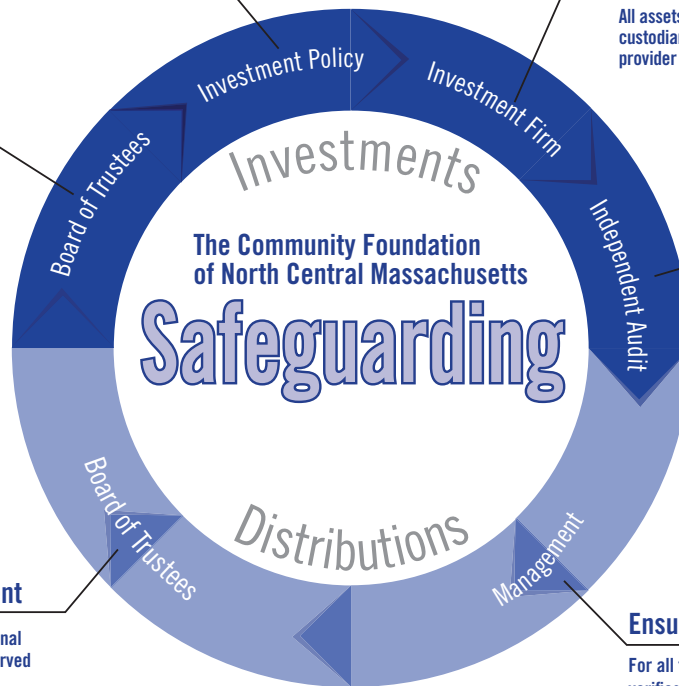 All assets
custodian
provider
Investment Policy
Investment Firm
Board of Trustees
Independent Audit
Investments
The Community Foundation
of North Central Massachusetts
Safeguarding
Distributions
Board of Trustees
Management
nt
nal
rved
Ensu
For all